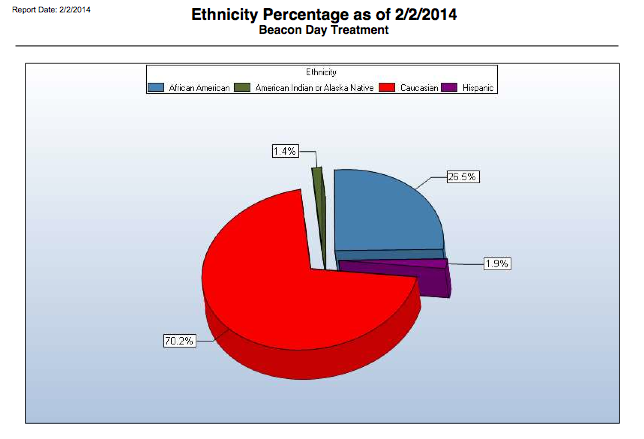 Report Date: 2/2/2014
Ethnicity Percentage as of 2/2/2014
Beacon Day Treatment
Ethnicity
African American American Indian or Alaska Native Caucasian Hispanic
1.4%
26.5%
1.9%
70.2%